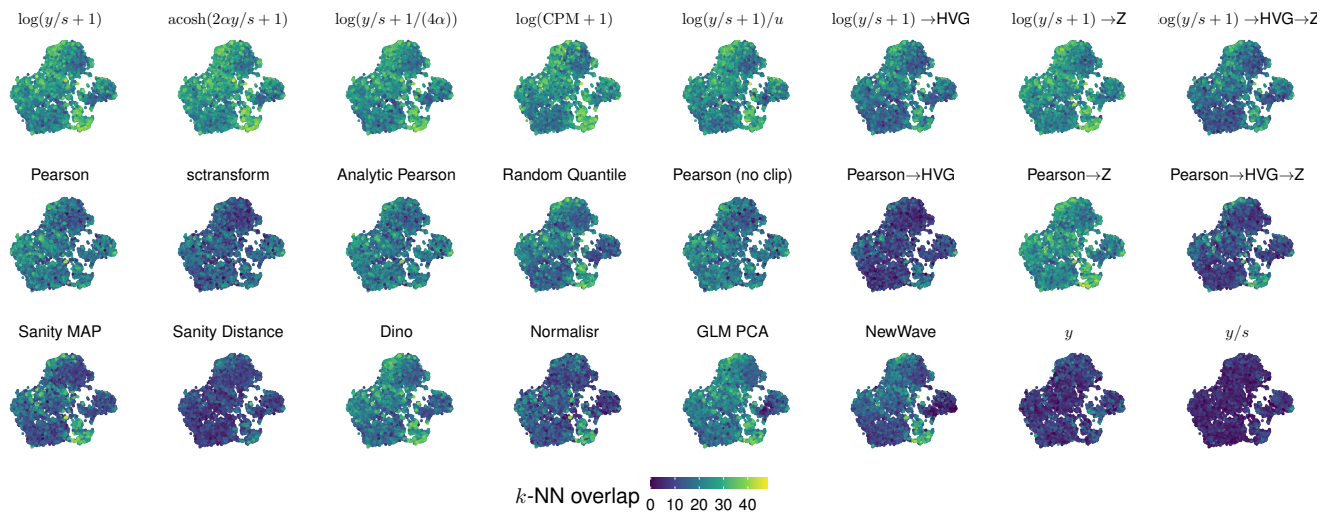 log(y/s + 1) acosh(2αy/s + 1) log(y/s + 1/(4α)) log(CPM + 1) log(y/s + 1)/u log(y/s + 1) →HVG log(y/s + 1) →Z log(y/s + 1) →HVG→Z
Pearson sctransform Analytic Pearson Random Quantile Pearson (no clip) Pearson→HVG Pearson→Z Pearson→HVG→Z
Sanity MAP Sanity Distance Dino Normalisr GLM PCA NewWave y y/s
k-NN overlap 0 10 20 30 40